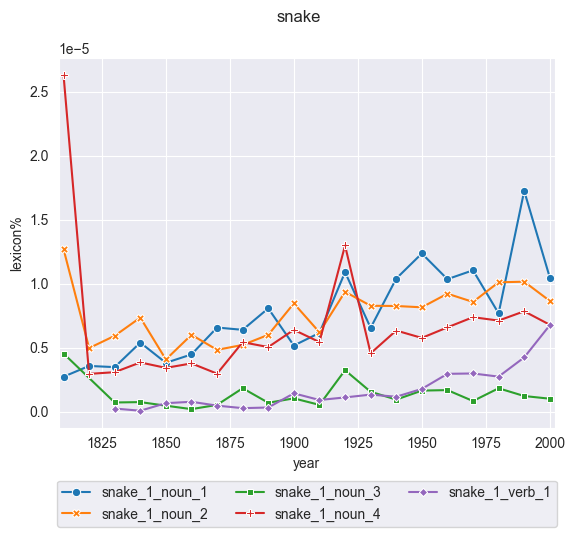 snake
1e−5
2.5
2.0
1.5
1.0
0.5
0.0
lexicon%
1825 1850 1875 1900 1925 1950 1975 2000
year
snake_1_noun_1 snake_1_noun_3 snake_1_verb_1
snake_1_noun_2 snake_1_noun_4